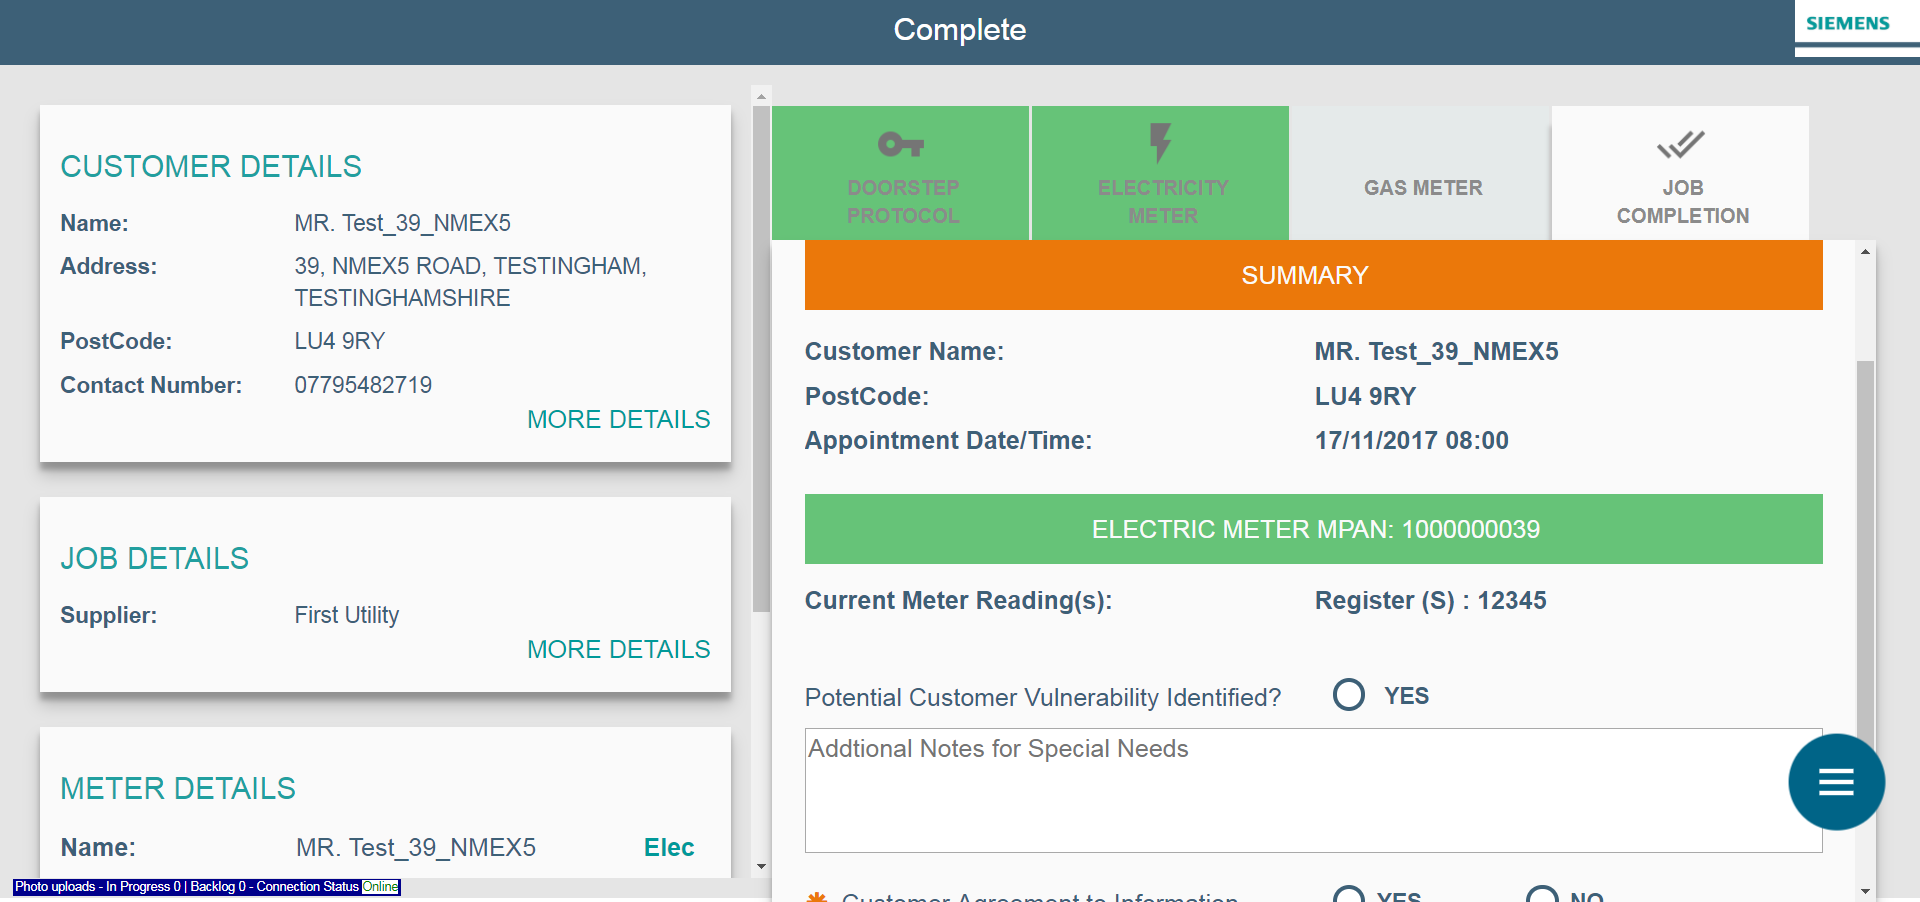 Complete
SIEMENS
CUSTOMER DETAILS
Name: MR. Test_39_NMEX5
Address: 39, NMEX5 ROAD, TESTINGHAM,
TESTINGHAMSHIRE
PostCode: LU4 9RY
Contact Number: 07795482719
MORE DETAILS
JOB DETAILS
Supplier: First Utility
MORE DETAILS
METER DETAILS
Name: MR. Test_39_NMEX5 Elec
Photo uploads - In Progress 0 | Backlog 0 - Connection Status Online
DOORSTEP
PROTOCOL
ELECTRICITY
METER
GAS METER
JOB
COMPLETION
SUMMARY
Customer Name: MR. Test_39_NMEX5
PostCode: LU4 9RY
Appointment Date/Time: 17/11/2017 08:00
ELECTRIC METER MPAN: 1000000039
Current Meter Reading(s): Register (S) : 12345
Potential Customer Vulnerability Identified? YES
Addtional Notes for Special Needs
* Customer Agreement to Information YES NO